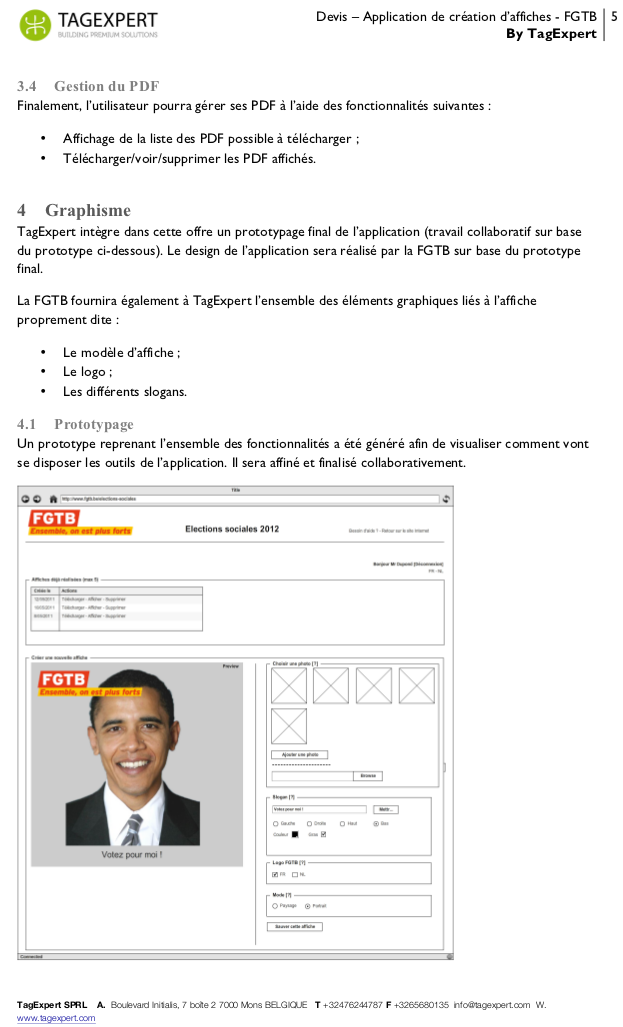 TAGEXPERT
BUILDING PREMIUM SOLUTIONS
Devis – Application de création d'affiches - FGTB | 5
By TagExpert
3.4 Gestion du PDF
Finalement, l'utilisateur pourra gérer ses PDF à l'aide des fonctionnalités suivantes :
• Affichage de la liste des PDF possible à télécharger ;
• Télécharger/voir/supprimer les PDF affichés.
4 Graphisme
TagExpert intègre dans cette offre un prototypage final de l'application (travail collaboratif sur base
du prototype ci-dessous). Le design de l'application sera réalisé par la FGTB sur base du prototype
final.
La FGTB fournira également à TagExpert l'ensemble des éléments graphiques liés à l'affiche
proprement dite :
• Le modèle d'affiche ;
• Le logo ;
• Les différents slogans.
4.1 Prototypage
Un prototype reprenant l'ensemble des fonctionnalités a été généré afin de visualiser comment vont
se disposer les outils de l'application. Il sera affiné et finalisé collaborativement.
Title
http://www.fgtb.be/elections-sociales
FGTB
Ensemble, on est plus forts
Elections sociales 2012
Retour sur le site internet
Bonjour Mr Dupond [Déconnexion]
FR - NL
Affiches déjà réalisées (max 5)
Créée le Actions
12/10/2011 Télécharger - Afficher - Supprimer
Télécharger - Afficher - Supprimer
Télécharger - Afficher - Supprimer
Créer une nouvelle affiche
Preview
FGTB
Ensemble, on est plus forts
Votez pour moi !
Choisir une photo [?]
Ajouter une photo
Browse
Slogan [?]
Votez pour moi !
Gauche Droite Haut Bas
Couleur Gras
Logo FGTB [?]
FR NL
Mode [?]
Paysage Portrait
Sauver cette affiche
Connected
TagExpert SPRL A. Boulevard Initialis, 7 boîte 2 7000 Mons BELGIQUE T +32476244787 F +3265680135 info@tagexpert.com W.
www.tagexpert.com